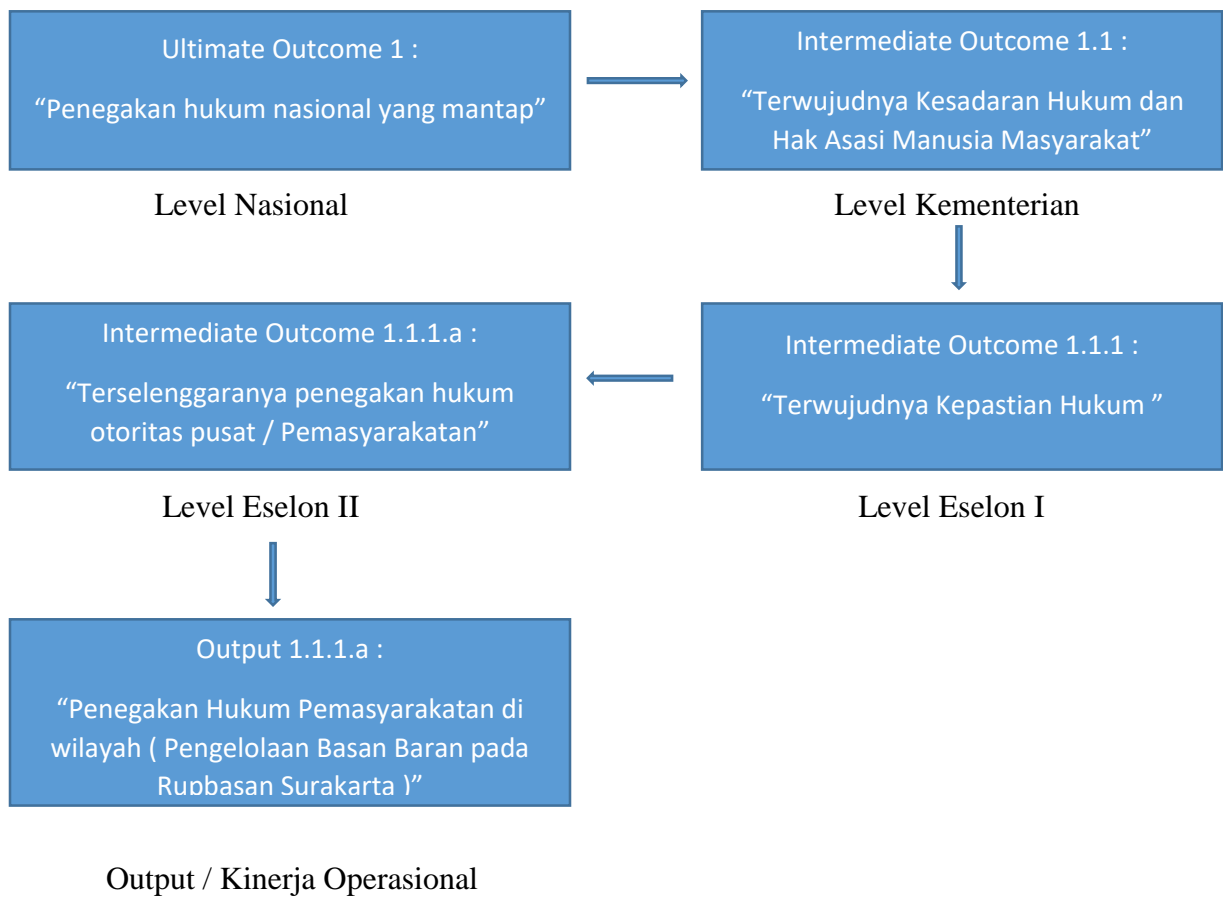 Ultimate Outcome 1 :
“Penegakan hukum nasional yang mantap”
Level Nasional
Intermediate Outcome 1.1 :
“Terwujudnya Kesadaran Hukum dan
Hak Asasi Manusia Masyarakat”
Level Kementerian
Intermediate Outcome 1.1.1 :
“Terwujudnya Kepastian Hukum ”
Level Eselon I
Intermediate Outcome 1.1.1.a :
“Terselenggaranya penegakan hukum
otoritas pusat / Pemasyarakatan”
Level Eselon II
Output 1.1.1.a :
“Penegakan Hukum Pemasyarakatan di
wilayah ( Pengelolaan Basan Baran pada
Rupbasan Surakarta )”
Output / Kinerja Operasional